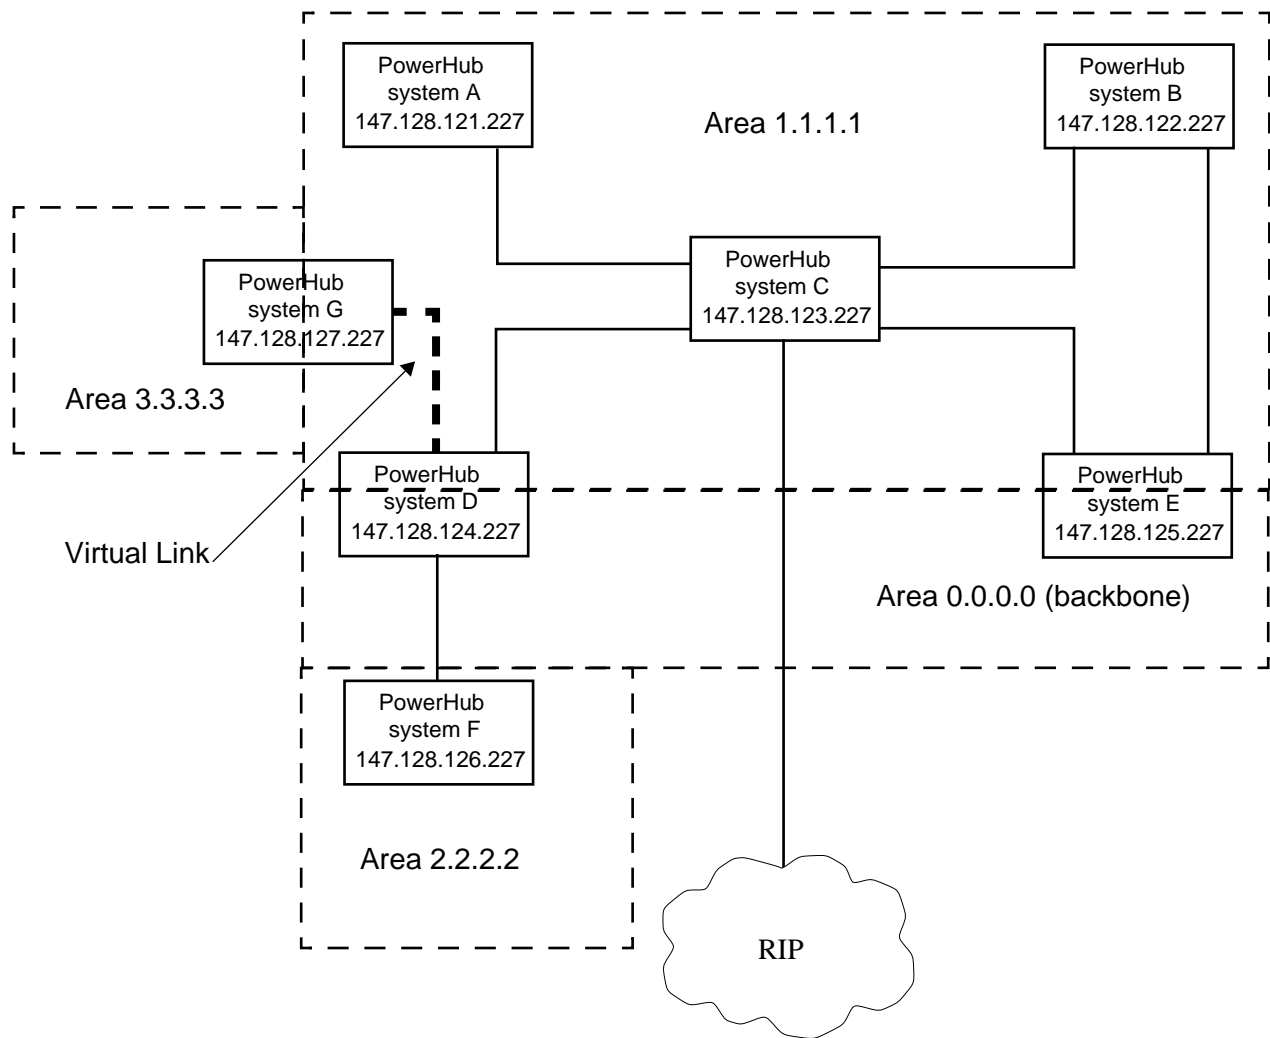 PowerHub
system A
147.128.121.227
PowerHub
system B
147.128.122.227
Area 1.1.1.1
PowerHub
system C
147.128.123.227
PowerHub
system G
147.128.127.227
Area 3.3.3.3
PowerHub
system D
147.128.124.227
PowerHub
system E
147.128.125.227
Virtual Link
Area 0.0.0.0 (backbone)
PowerHub
system F
147.128.126.227
Area 2.2.2.2
RIP